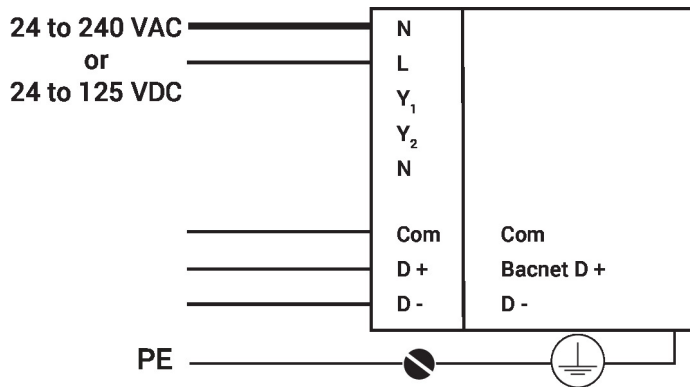 24 to 240 VAC
or
24 to 125 VDC
N
L
Y₁
Y₂
N
Com Com
D + Bacnet D +
D - D -
PE